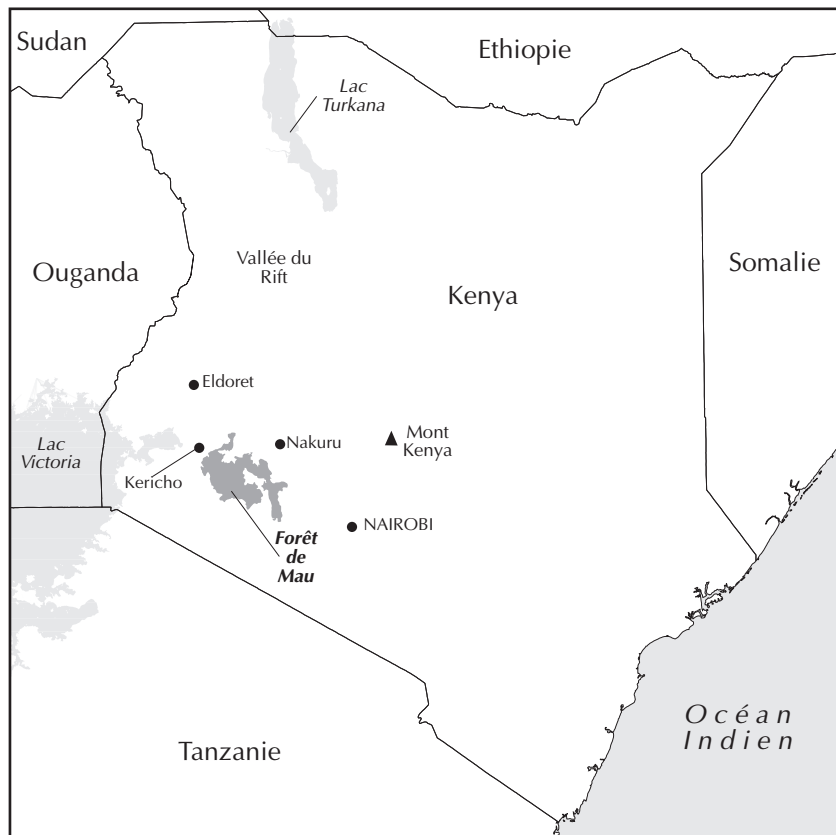 Sudan
Ethiopie
Lac
Turkana
Vallée du
Rift
Ouganda
Somalie
Kenya
Eldoret
Mont
Kenya
Nakuru
Lac
Victoria
Kericho
NAIROBI
Forêt
de
Mau
Océan
Indien
Tanzanie